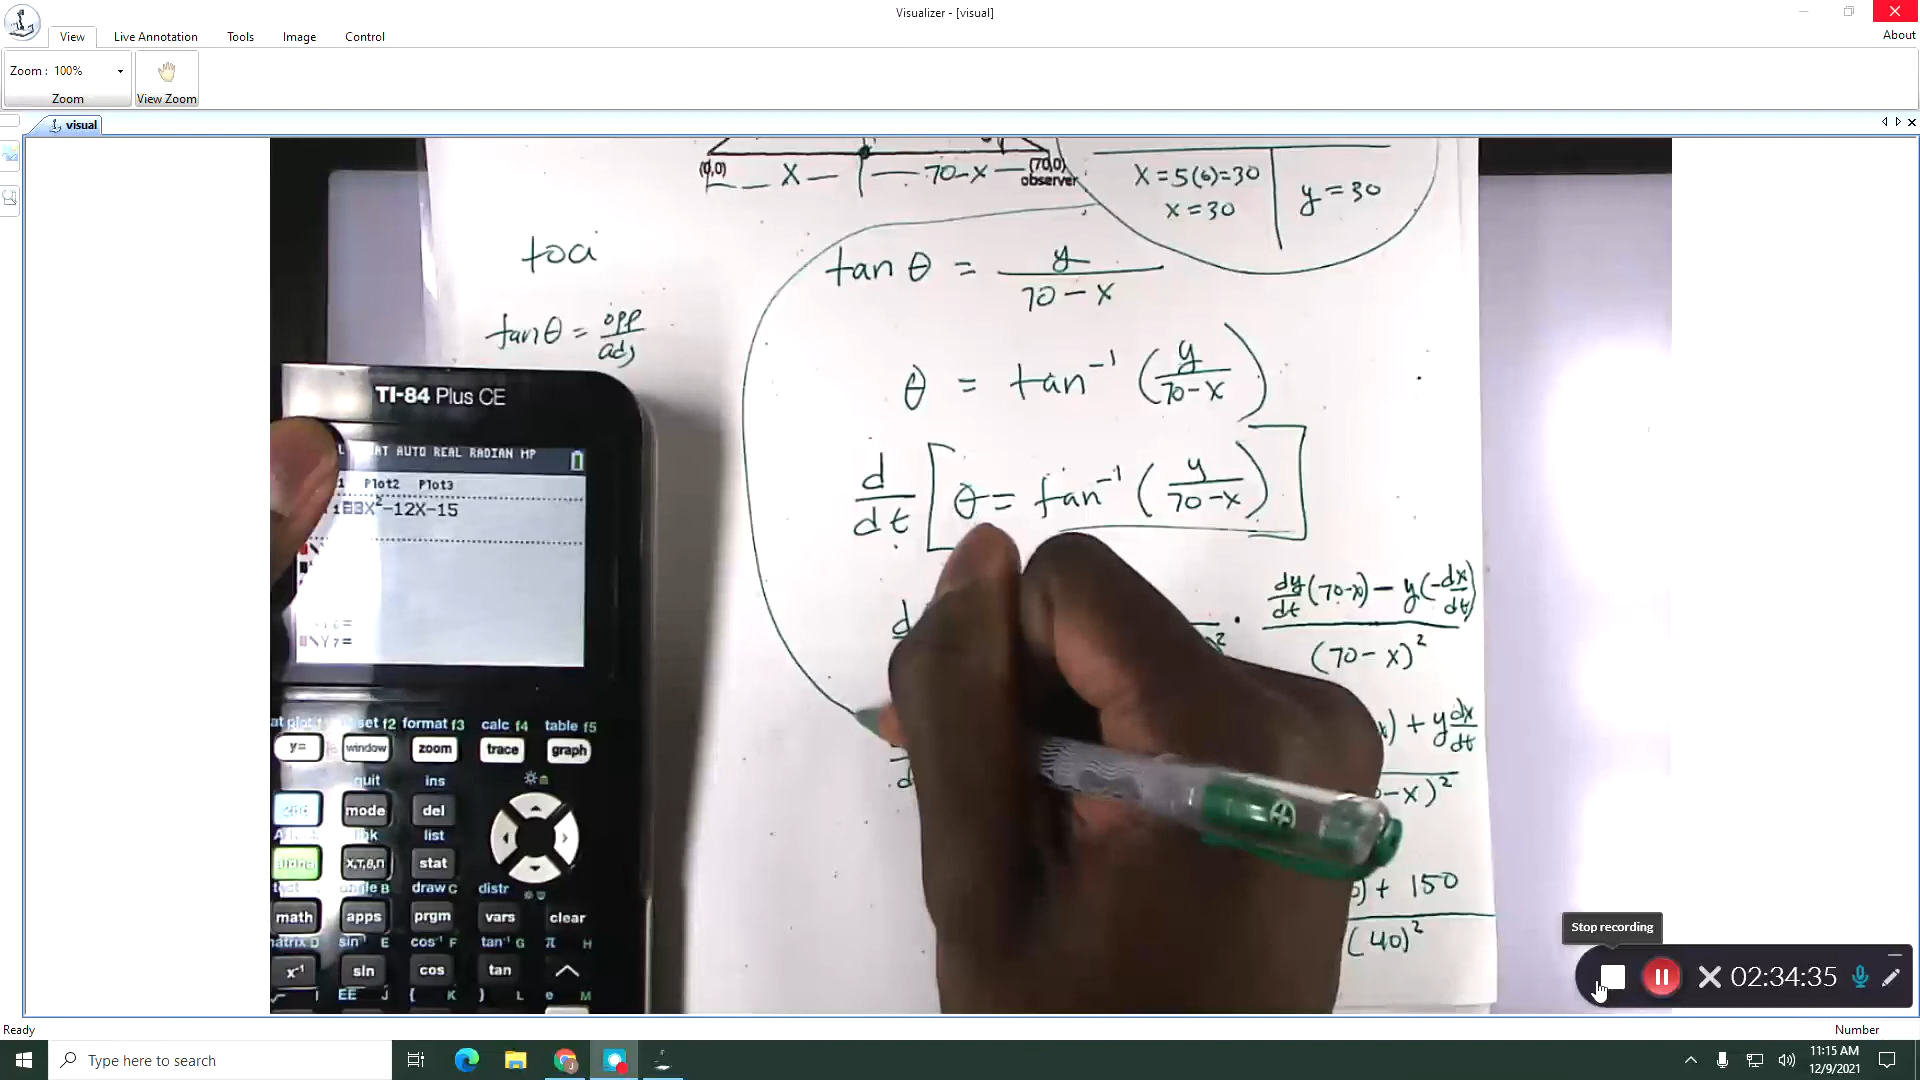 Visualizer - [visual]
View Live Annotation Tools Image Control About
Zoom : 100%
Zoom View Zoom
visual
(0,0) X 70-X (70,0)
observer
X = 5(6)=30
X = 30
y = 30
toa
tan θ = opp/adj
tan θ = y/(70-X)
θ = tan⁻¹ (y/(70-X))
d/dt [θ = tan⁻¹ (y/(70-X))]
dy/dt (70-X) - y(-dx/dt)
(70-X)²
+ y dx/dt
-X)²
) + 150
(40)²
TI-84 Plus CE
AUTO REAL RADIAN MP
Plot2 Plot3
3X²-12X-15
\Y7=
f2 format f3 calc f4 table f5
y= window zoom trace graph
quit ins
mode del
link list
X,T,θ,n stat
B draw C distr
math apps prgm vars clear
D sin⁻¹ E cos⁻¹ F tan⁻¹ G π H
x⁻¹ sin cos tan ^
I EE J { K } L e M
Stop recording
02:34:35
Ready Number
Type here to search
11:15 AM
12/9/2021